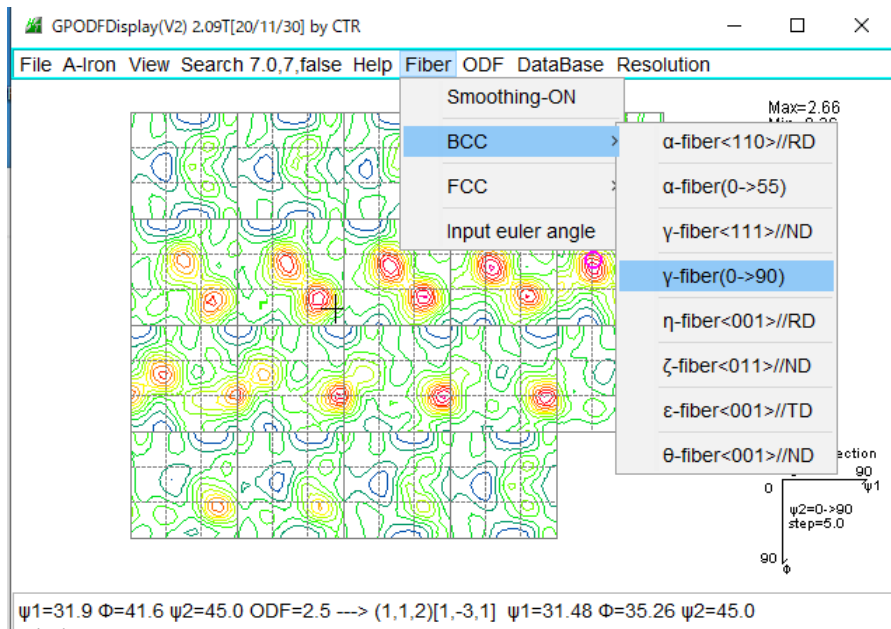 GPODFDisplay(V2) 2.09T[20/11/30] by CTR
File A-Iron View Search 7.0,7,false Help Fiber ODF DataBase Resolution
Smoothing-ON
BCC
FCC
Input euler angle
Max=2.66
α-fiber<110>//RD
α-fiber(0->55)
γ-fiber<111>//ND
γ-fiber(0->90)
η-fiber<001>//RD
ζ-fiber<011>//ND
ε-fiber<001>//TD
θ-fiber<001>//ND
ection
90
0
ψ1
ψ2=0->90
step=5.0
90
Φ
ψ1=31.9 Φ=41.6 ψ2=45.0 ODF=2.5 ---> (1,1,2)[1,-3,1] ψ1=31.48 Φ=35.26 ψ2=45.0